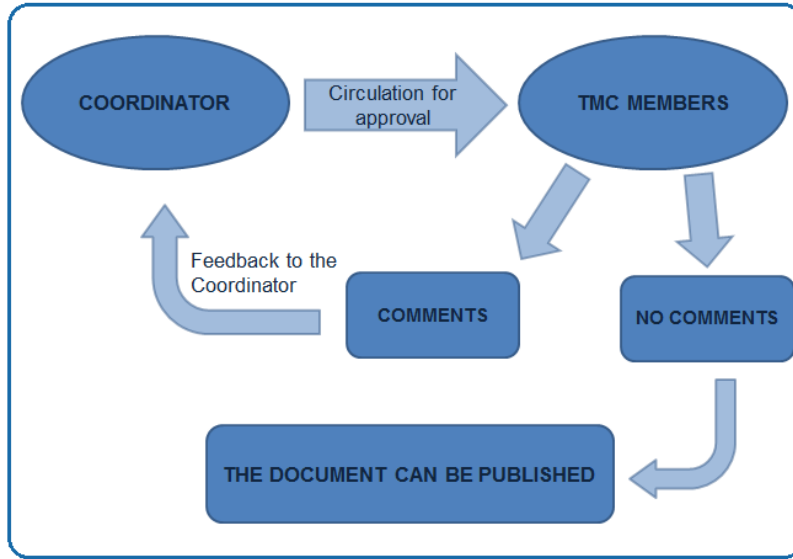 COORDINATOR
Circulation for
approval
TMC MEMBERS
Feedback to the
Coordinator
COMMENTS
NO COMMENTS
THE DOCUMENT CAN BE PUBLISHED